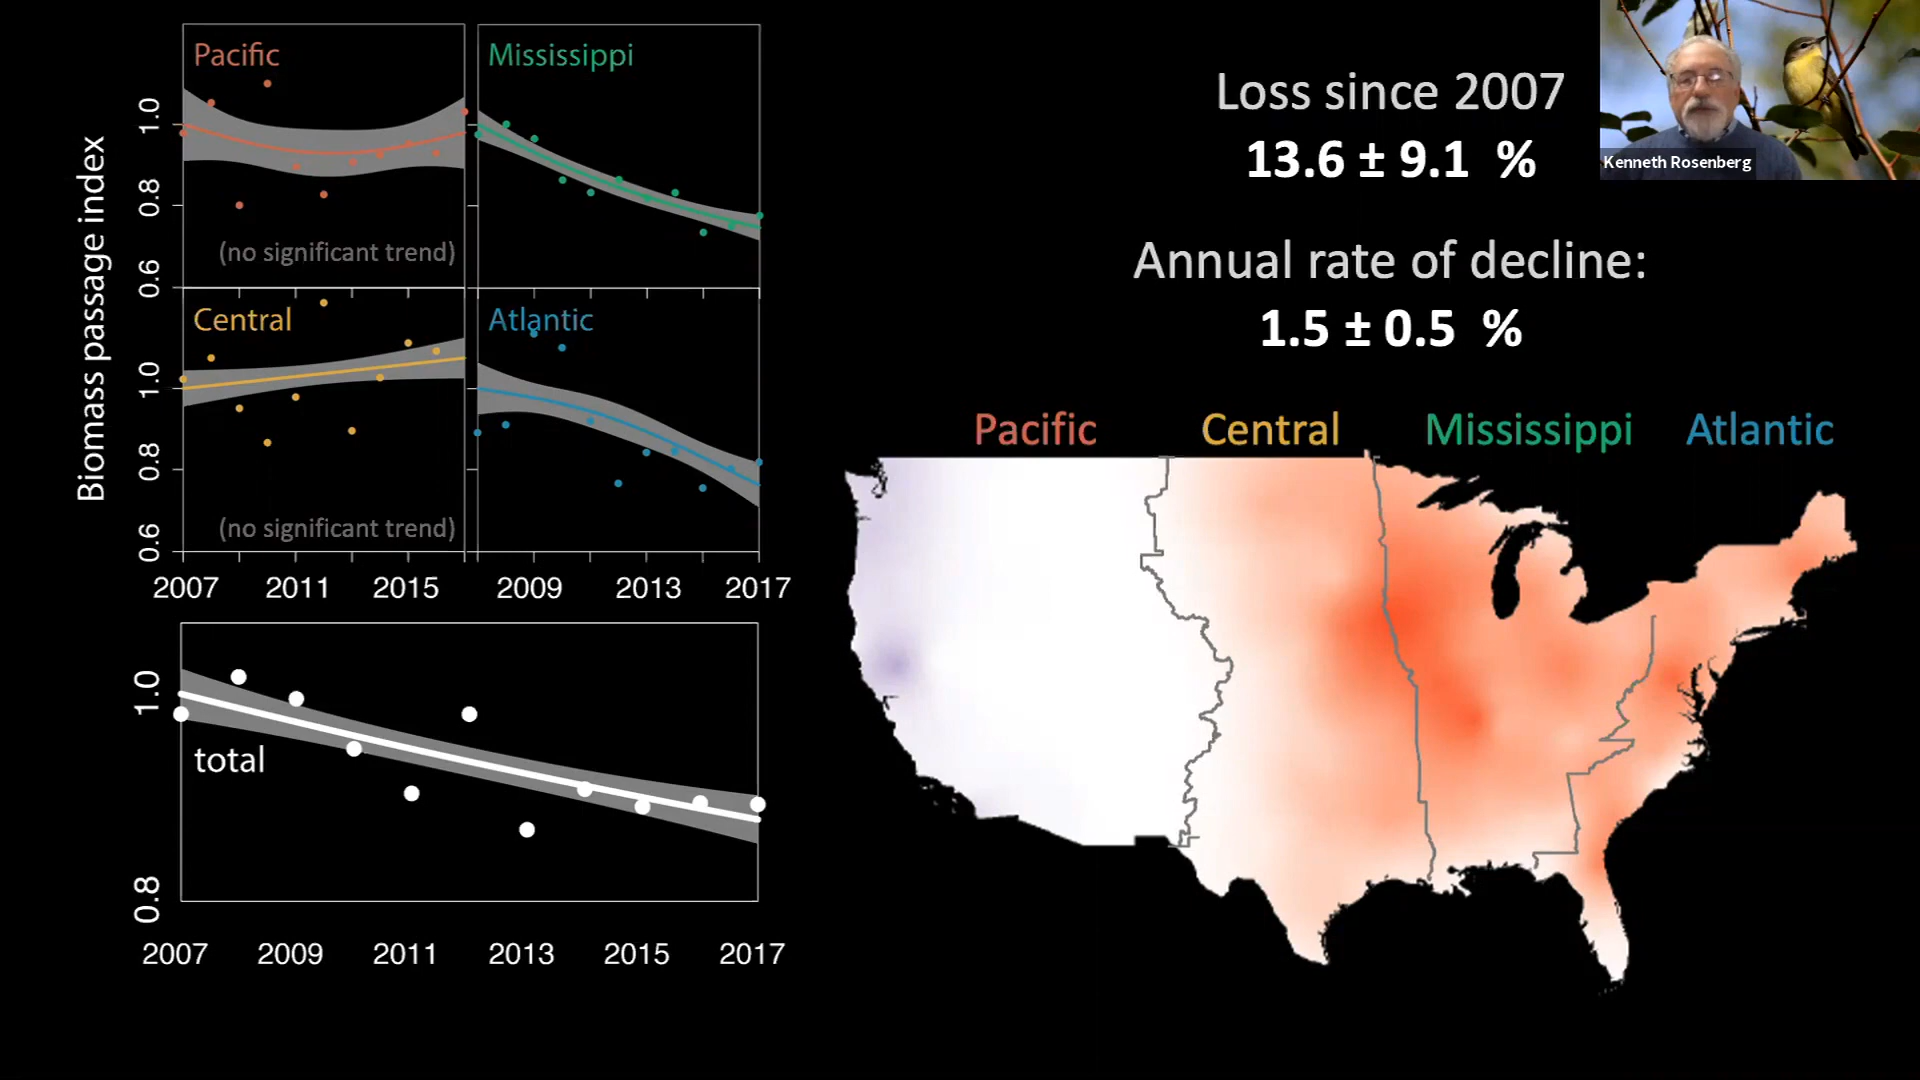 Pacific
Mississippi
1.0
0.8
0.6
(no significant trend)
Central
Atlantic
1.0
0.8
0.6
(no significant trend)
Biomass passage index
2007 2011 2015 2009 2013 2017
1.0
0.8
total
2007 2009 2011 2013 2015 2017
Loss since 2007
13.6 ± 9.1 %
Annual rate of decline:
1.5 ± 0.5 %
Pacific Central Mississippi Atlantic
Kenneth Rosenberg